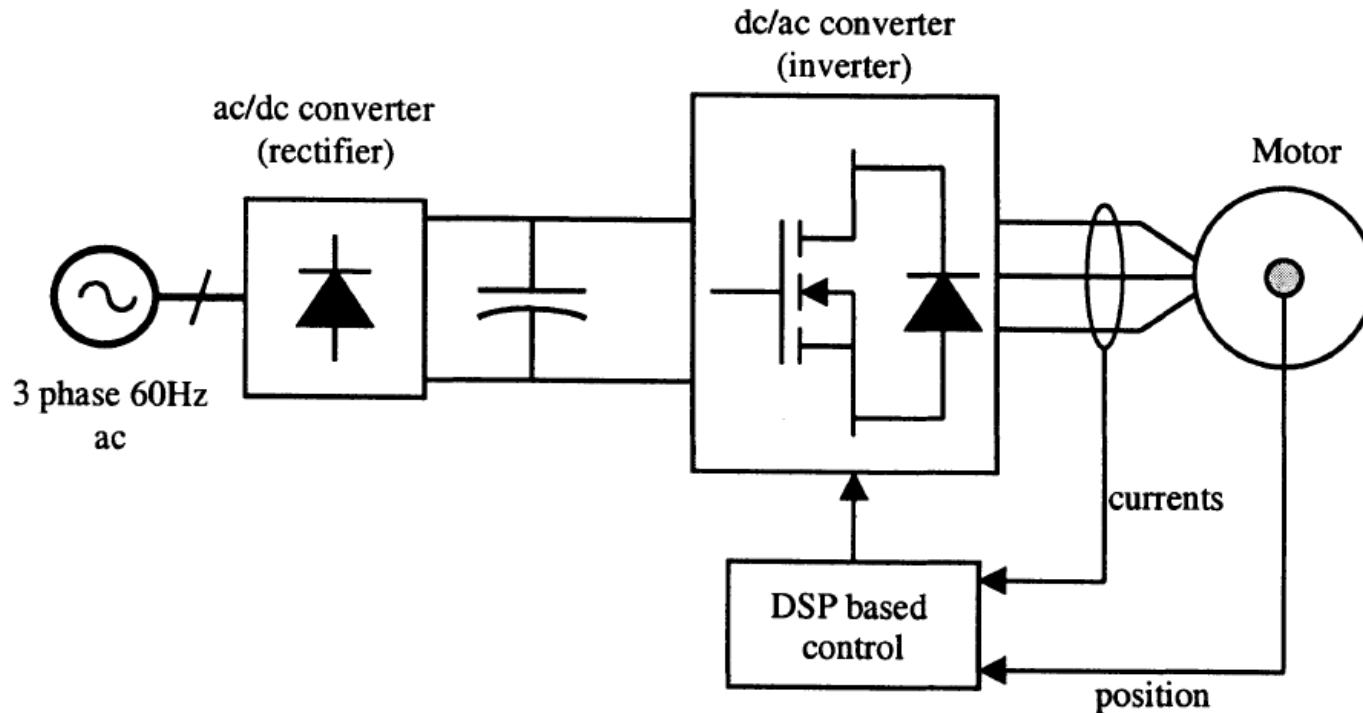 dc/ac converter
(inverter)
ac/dc converter
(rectifier)
Motor
3 phase 60Hz
ac
currents
DSP based
control
position